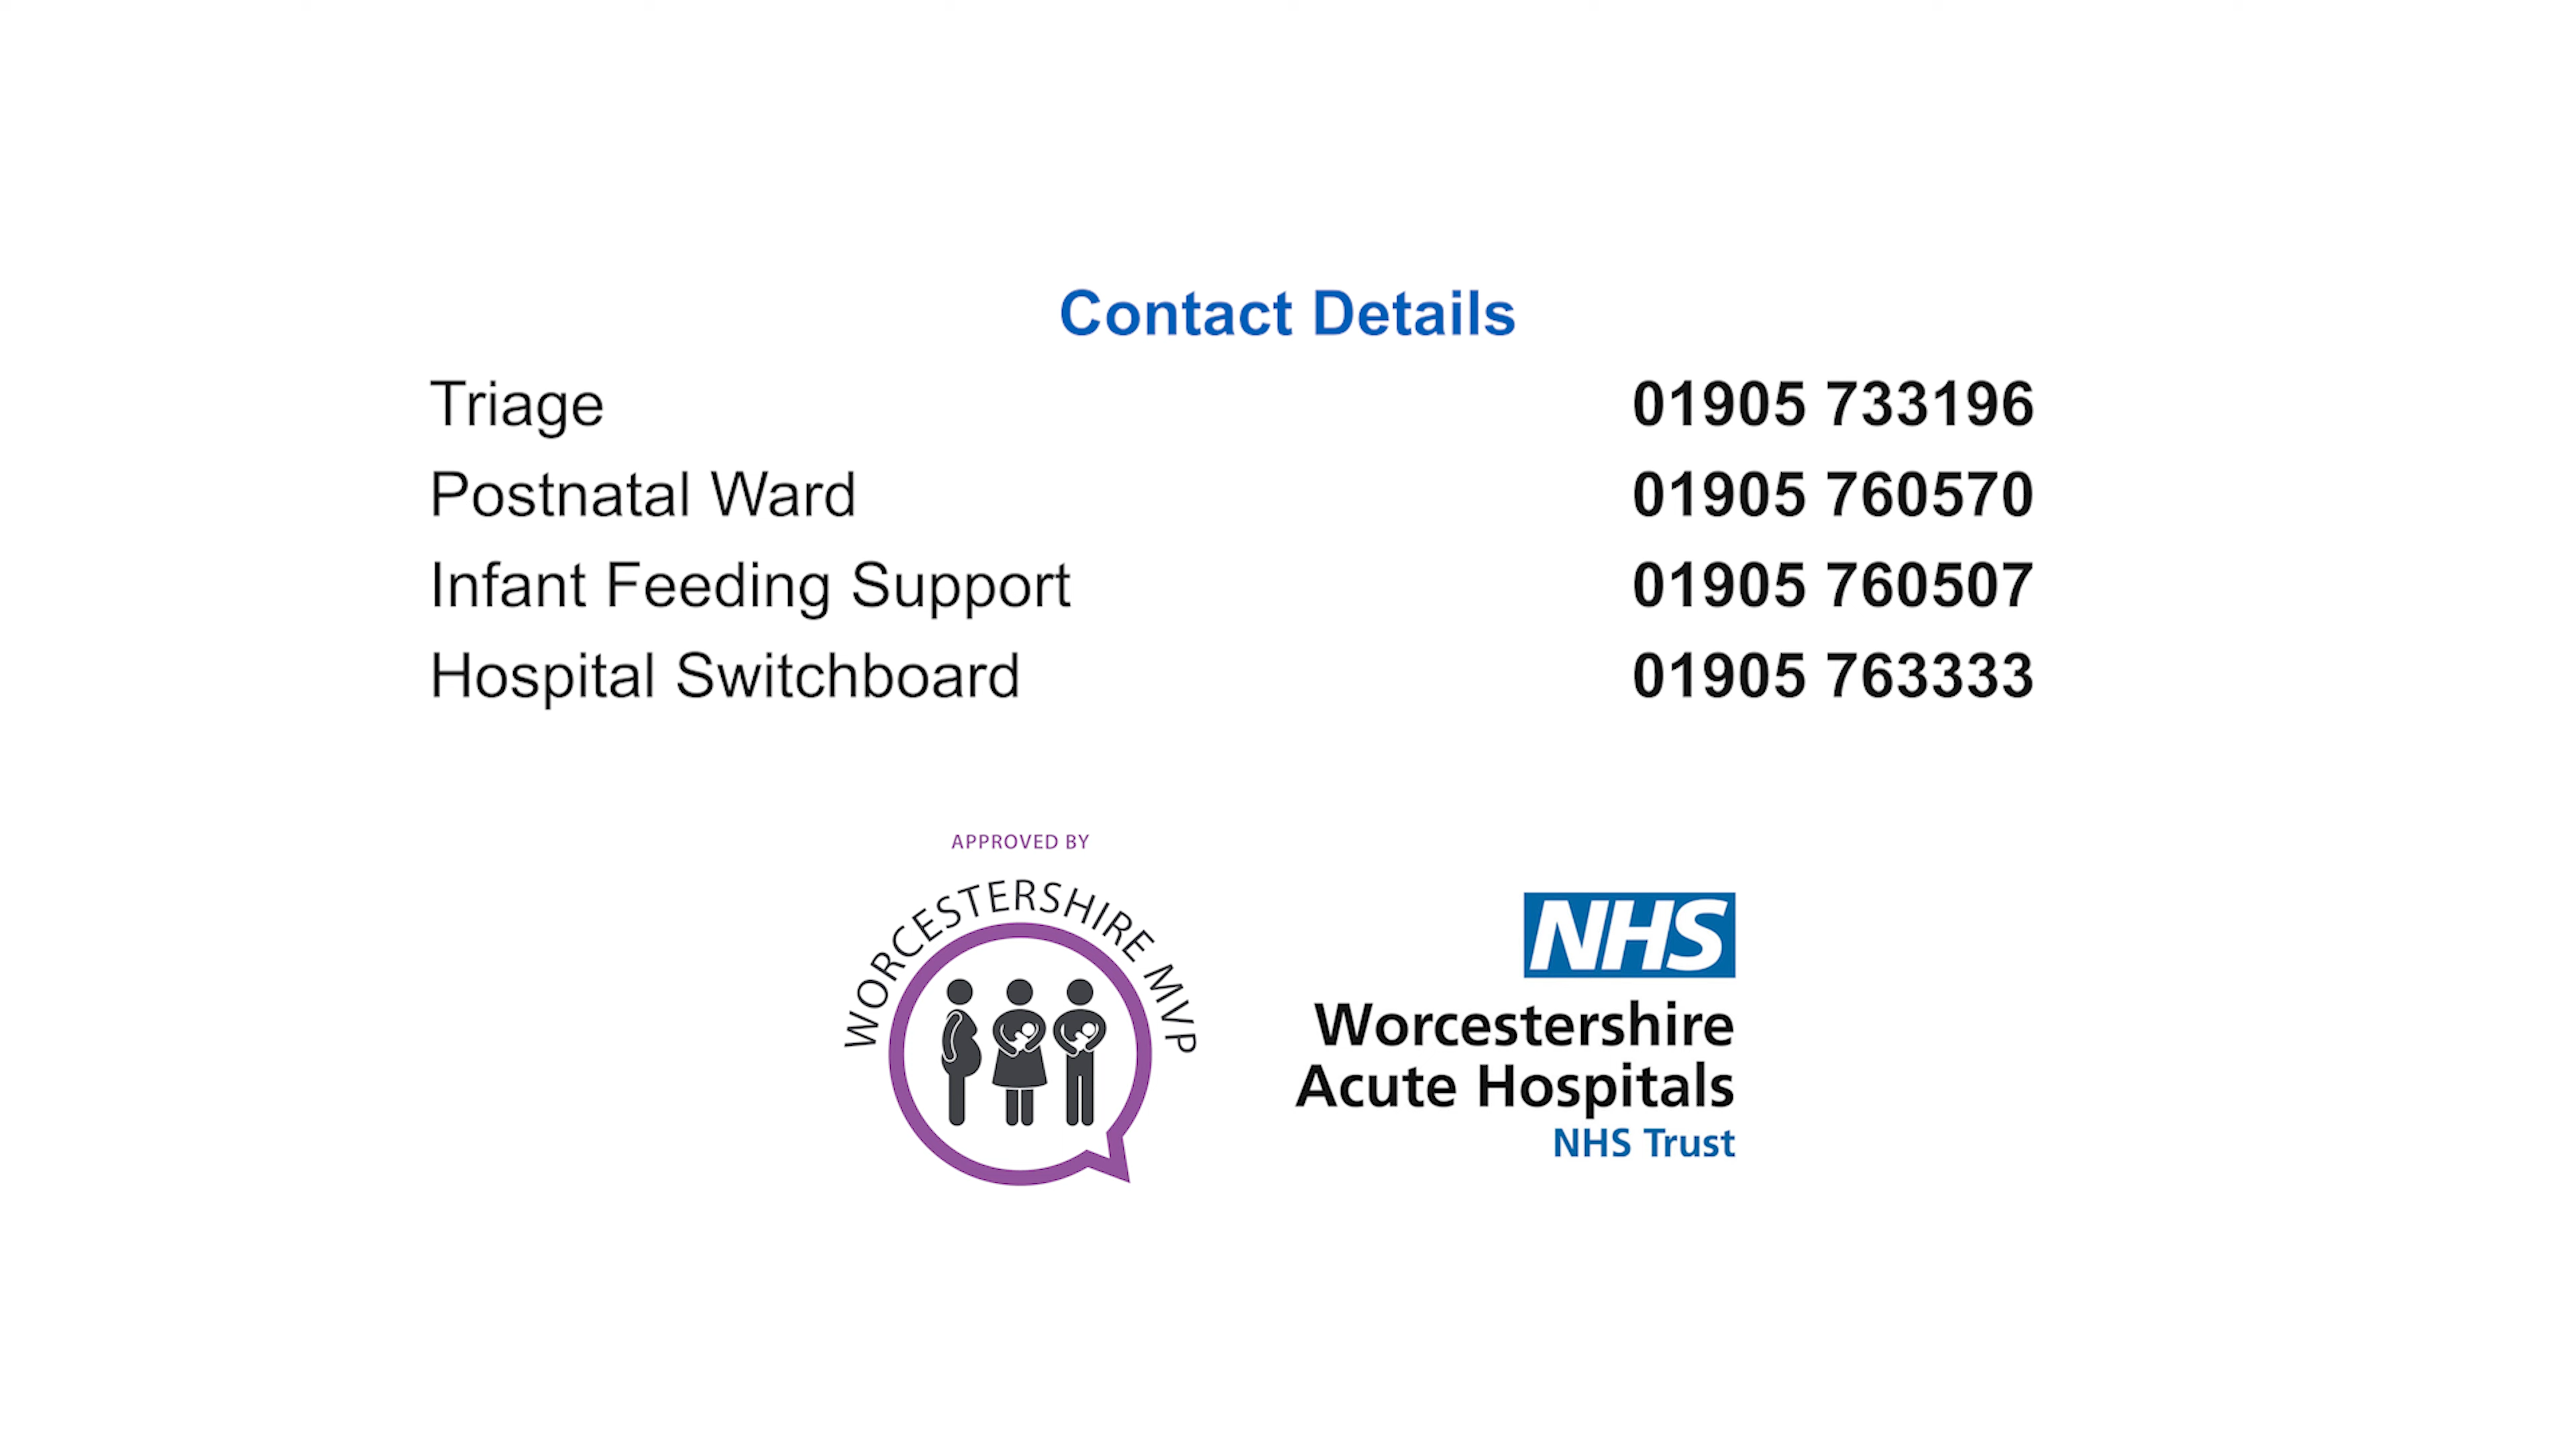 Contact Details
Triage 01905 733196
Postnatal Ward 01905 760570
Infant Feeding Support 01905 760507
Hospital Switchboard 01905 763333
APPROVED BY
WORCESTERSHIRE MVP
NHS
Worcestershire
Acute Hospitals
NHS Trust